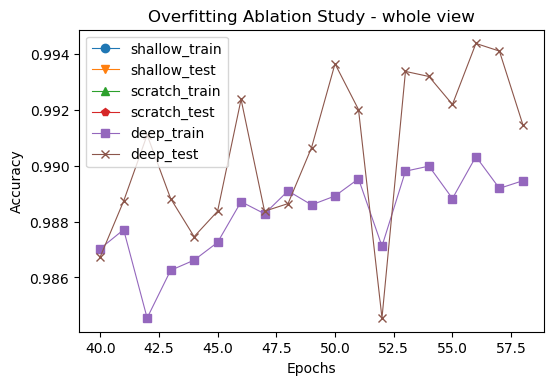 Overfitting Ablation Study - whole view
shallow_train
shallow_test
scratch_train
scratch_test
deep_train
deep_test
Accuracy
0.994
0.992
0.990
0.988
0.986
40.0
42.5
45.0
47.5
50.0
52.5
55.0
57.5
Epochs